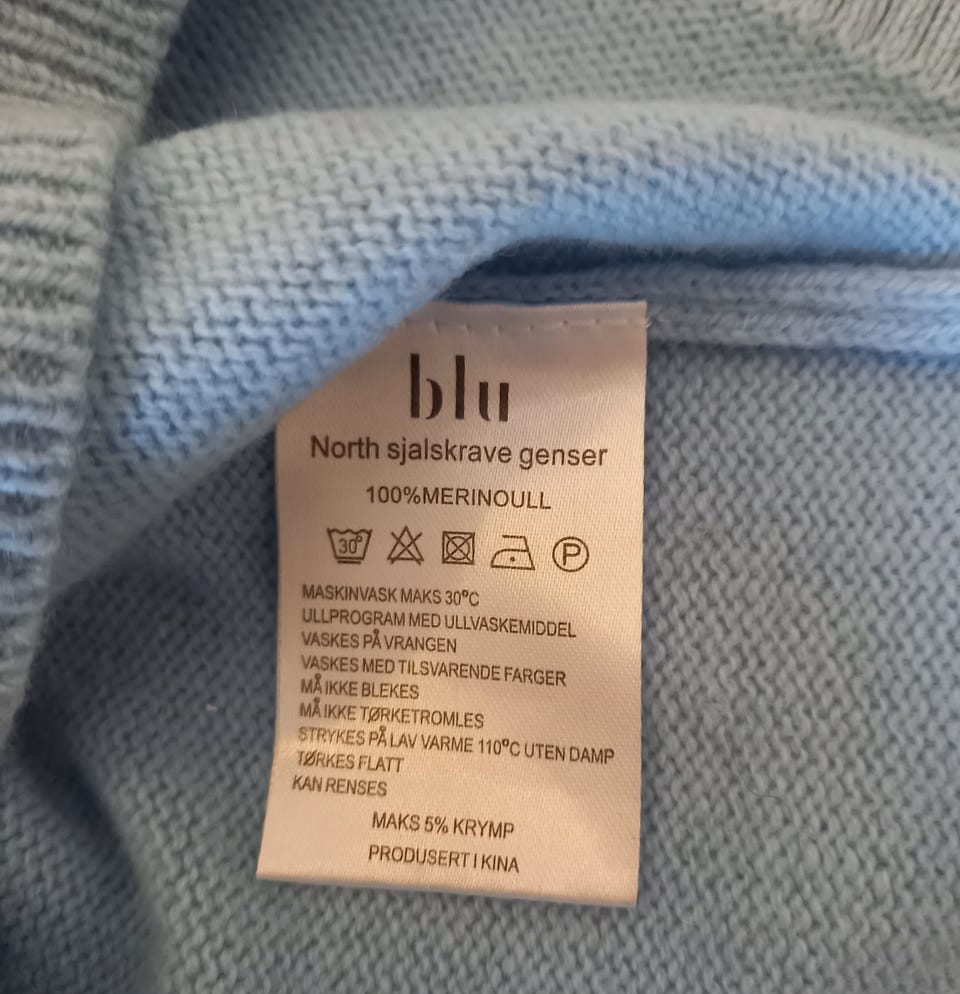 blu
North sjalskrave genser
100%MERINOULL
30° P
MASKINVASK MAKS 30°C
ULLPROGRAM MED ULLVASKEMIDDEL
VASKES PÅ VRANGEN
VASKES MED TILSVARENDE FARGER
MÅ IKKE BLEKES
MÅ IKKE TØRKETROMLES
STRYKES PÅ LAV VARME 110°C UTEN DAMP
TØRKES FLATT
KAN RENSES
MAKS 5% KRYMP
PRODUSERT I KINA